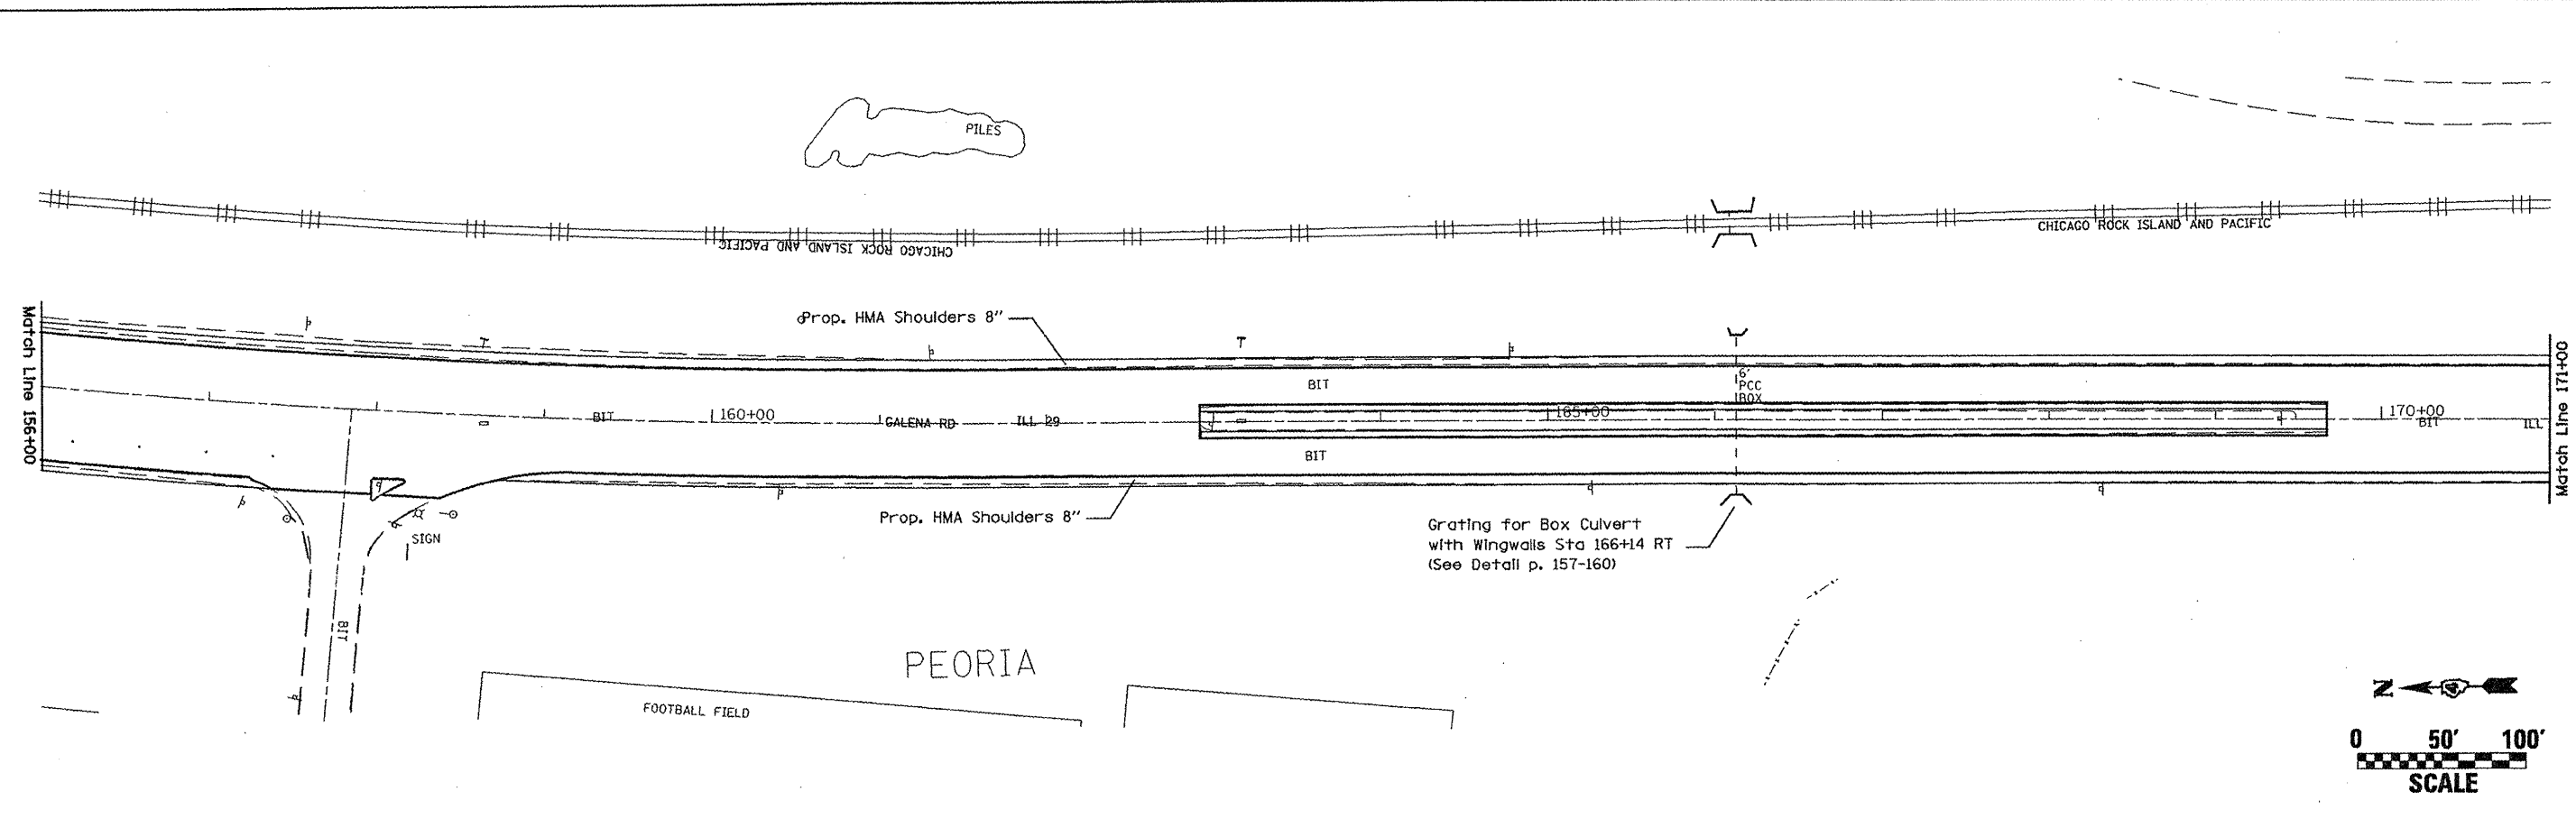 PILES
CHICAGO ROCK ISLAND AND PACIFIC
CHICAGO ROCK ISLAND AND PACIFIC
Match Line 156+00
Prop. HMA Shoulders 8"
BIT
6'
PCC
BOX
BIT
160+00
GALENA RD
ILL 29
165+00
170+00
BIT
ILL
Match Line 171+00
BIT
Prop. HMA Shoulders 8"
Grating for Box Culvert
with Wingwalls Sta 166+14 RT
(See Detail p. 157-160)
SIGN
BIT
PEORIA
FOOTBALL FIELD
N
0 50' 100'
SCALE